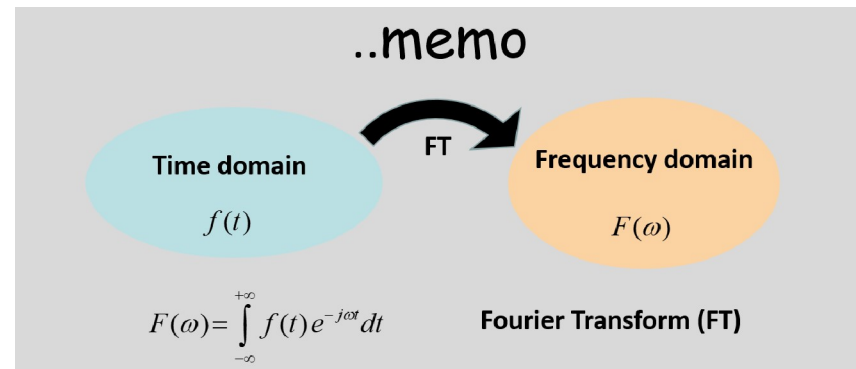 ..memo
FT
Time domain
f(t)
Frequency domain
F(ω)
F(ω)= ∫_{-∞}^{+∞} f(t)e^{-jωt}dt
Fourier Transform (FT)